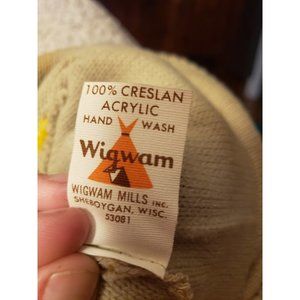 100% CRESLAN
ACRYLIC
HAND WASH
Wigwam
WIGWAM MILLS INC.
SHEBOYGAN, WISC.
53081